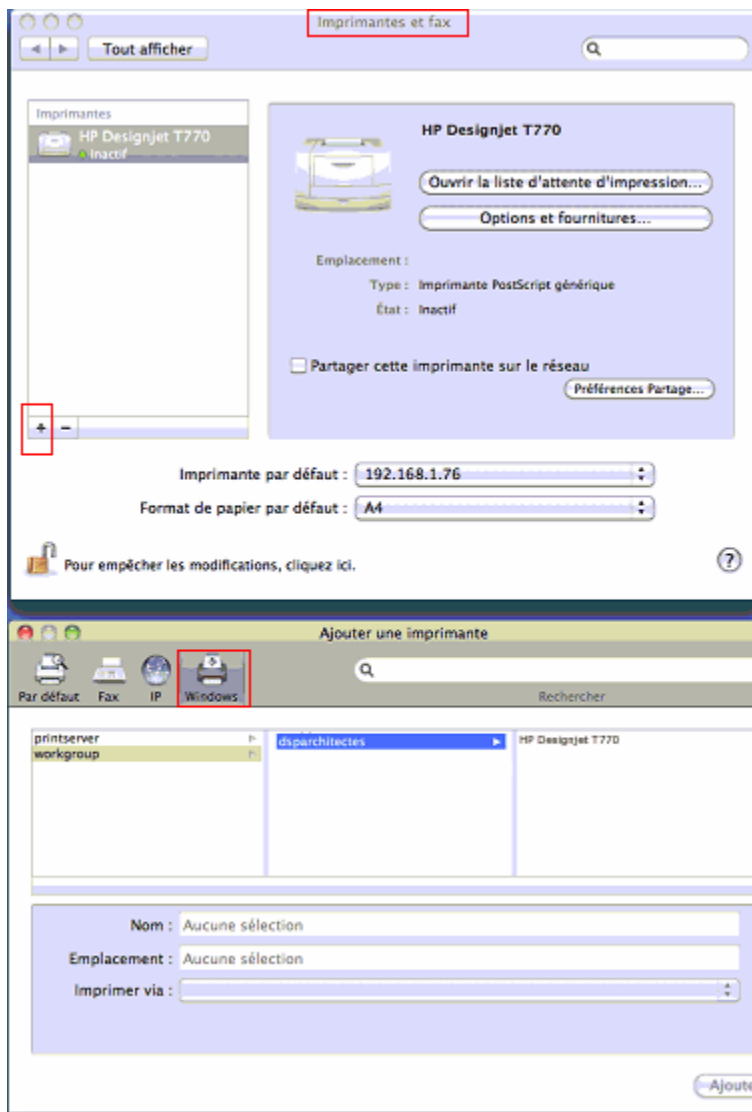 Imprimantes et fax
Tout afficher
Imprimantes
HP Designjet T770
Inactif
HP Designjet T770
Ouvrir la liste d'attente d'impression...
Options et fournitures...
Emplacement :
Type : Imprimante PostScript générique
État : Inactif
Partager cette imprimante sur le réseau
Préférences Partage...
+ −
Imprimante par défaut : 192.168.1.76
Format de papier par défaut : A4
Pour empêcher les modifications, cliquez ici.
?
Ajouter une imprimante
Par défaut Fax IP Windows
Rechercher
printserver dsparchitectes HP Designjet T770
workgroup
Nom : Aucune sélection
Emplacement : Aucune sélection
Imprimer via :
Ajoute